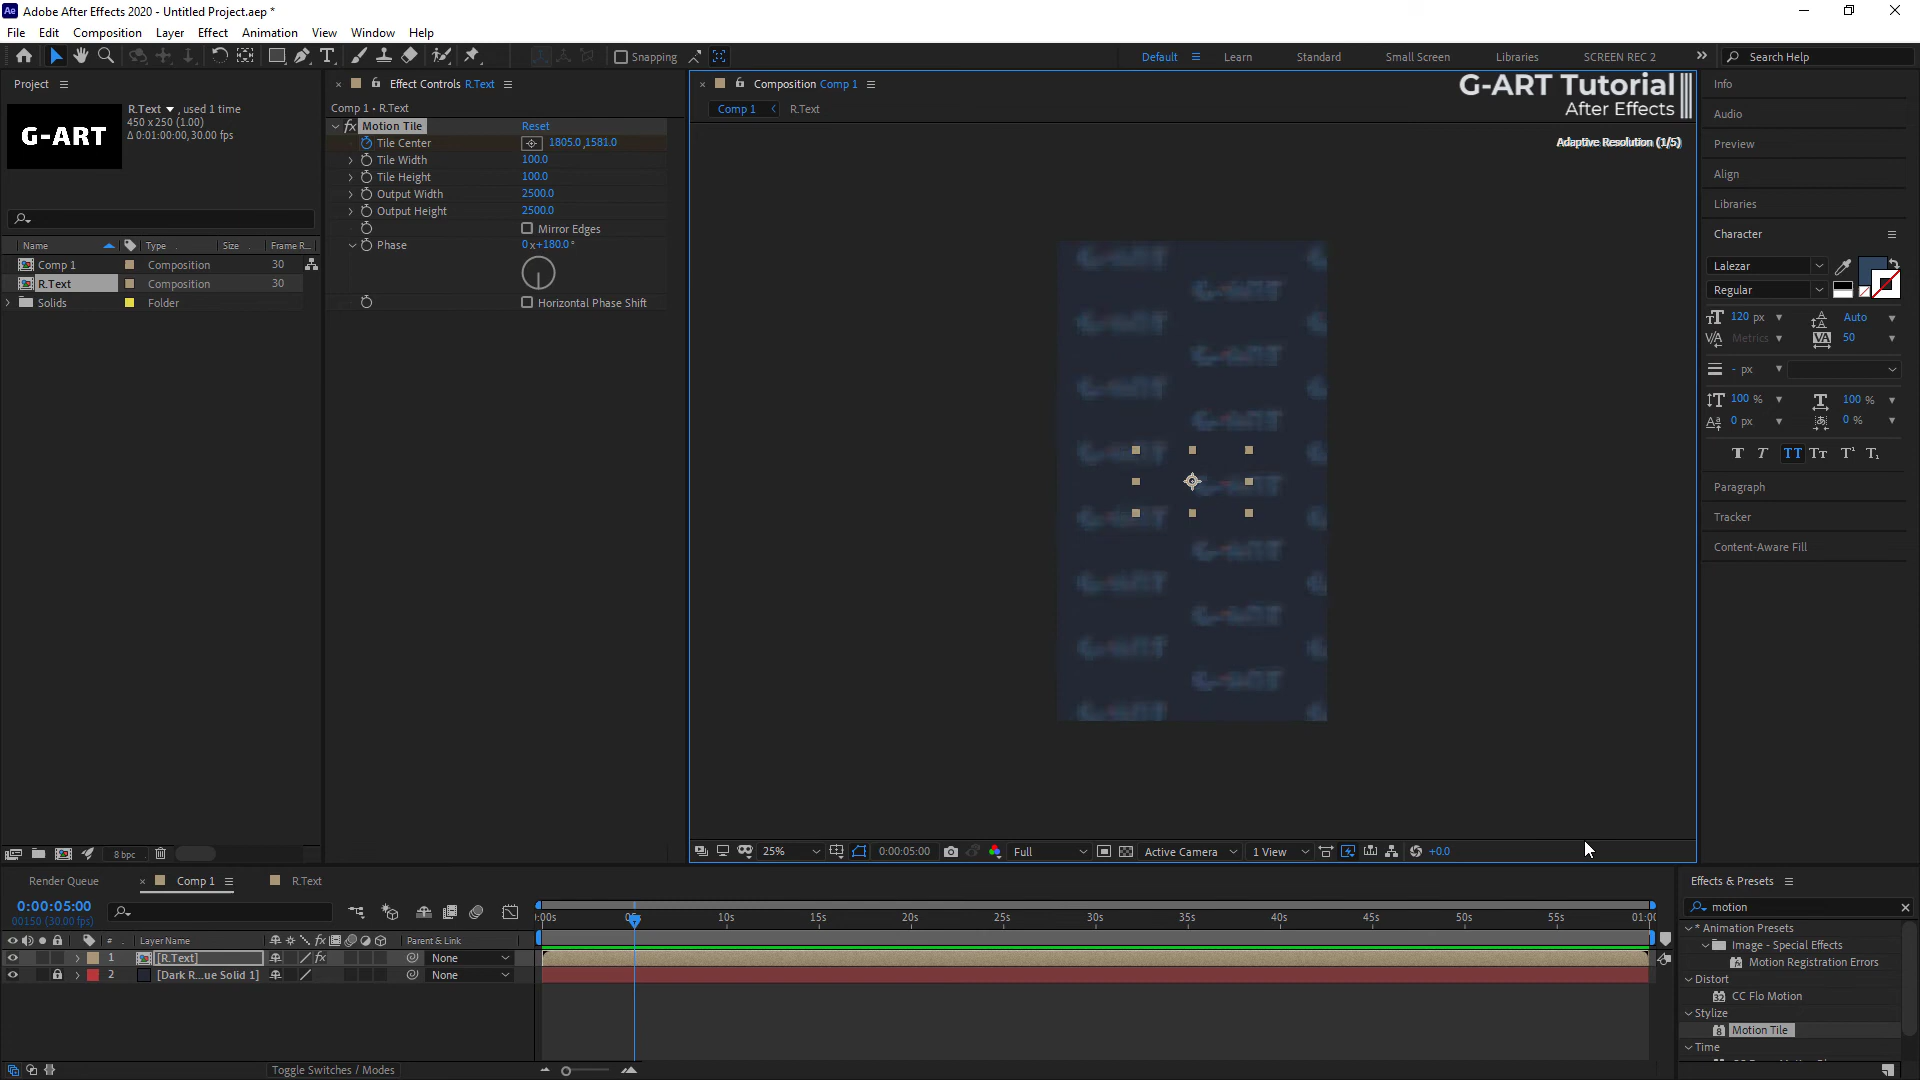 Adobe After Effects 2020 - Untitled Project.aep *
File Edit Composition Layer Effect Animation View Window Help
Snapping
Default Learn Standard Small Screen Libraries SCREEN REC 2 Search Help
Project
R.Text , used 1 time
450 x 250 (1.00)
Δ 0:01:00:00, 30.00 fps
G-ART
Name Type Size Frame R...
Comp 1 Composition 30
R.Text Composition 30
Solids Folder
8 bpc
Effect Controls R.Text
Comp 1 • R.Text
fx Motion Tile Reset
Tile Center 1805.0 ,1581.0
Tile Width 100.0
Tile Height 100.0
Output Width 2500.0
Output Height 2500.0
Mirror Edges
Phase 0 x+180.0 °
Horizontal Phase Shift
Composition Comp 1
Comp 1 R.Text
G-ART Tutorial
After Effects
Adaptive Resolution (1/5)
25% 0:00:05:00 Full Active Camera 1 View +0.0
Info
Audio
Preview
Align
Libraries
Character
Lalezar
Regular
120 px Auto
Metrics 50
- px
100 % 100 %
0 px 0 %
Paragraph
Tracker
Content-Aware Fill
Render Queue Comp 1 R.Text
0:00:05:00
00150 (30.00 fps)
# Layer Name Parent & Link
1 [R.Text] None
2 [Dark R...ue Solid 1] None
:00s 05s 10s 15s 20s 25s 30s 35s 40s 45s 50s 55s 01:00
Toggle Switches / Modes
Effects & Presets
motion
* Animation Presets
Image - Special Effects
Motion Registration Errors
Distort
CC Flo Motion
Stylize
Motion Tile
Time